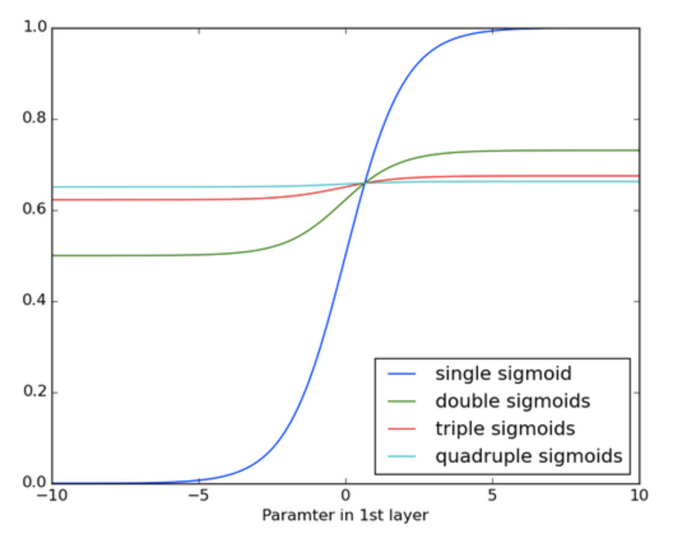 1.0
0.8
0.6
0.4
0.2
0.0
single sigmoid
double sigmoids
triple sigmoids
quadruple sigmoids
−10 −5 0 5 10
Paramter in 1st layer